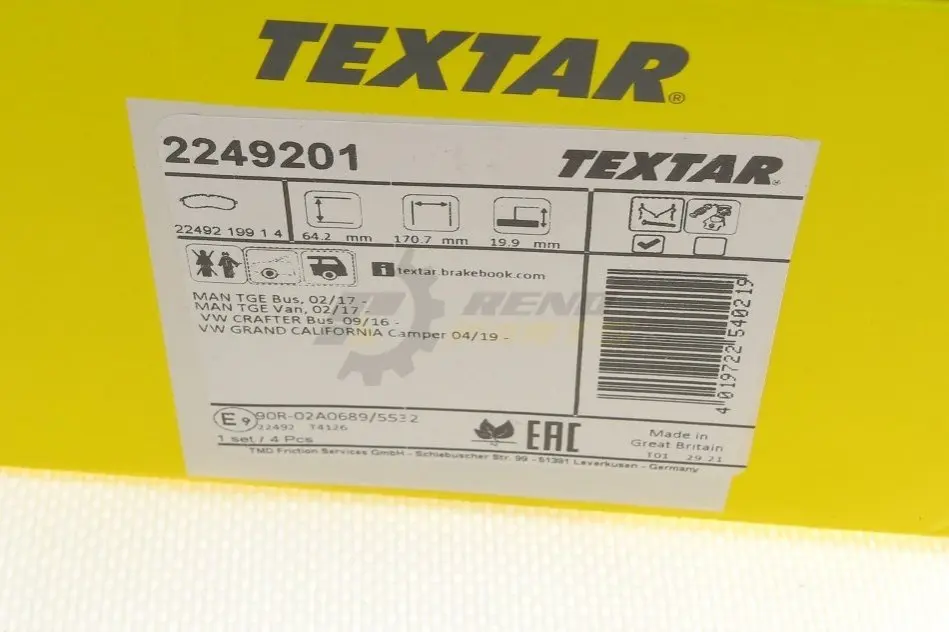 TEXTAR®
2249201
TEXTAR®
22492 199 1 4
64.2 mm
170.7 mm
19.9 mm
i textar.brakebook.com
MAN TGE Bus, 02/17 -
MAN TGE Van, 02/17 -
VW CRAFTER Bus 09/16 -
VW GRAND CALIFORNIA Camper 04/19 -
4 019722 540219
E9 90R-02A0689/5532
22492 T4126
1 set / 4 Pcs
EAC
Made in
Great Britain
T01 29.21
TMD Friction Services GmbH - Schlebuscher Str. 99 - 51381 Leverkusen - Germany